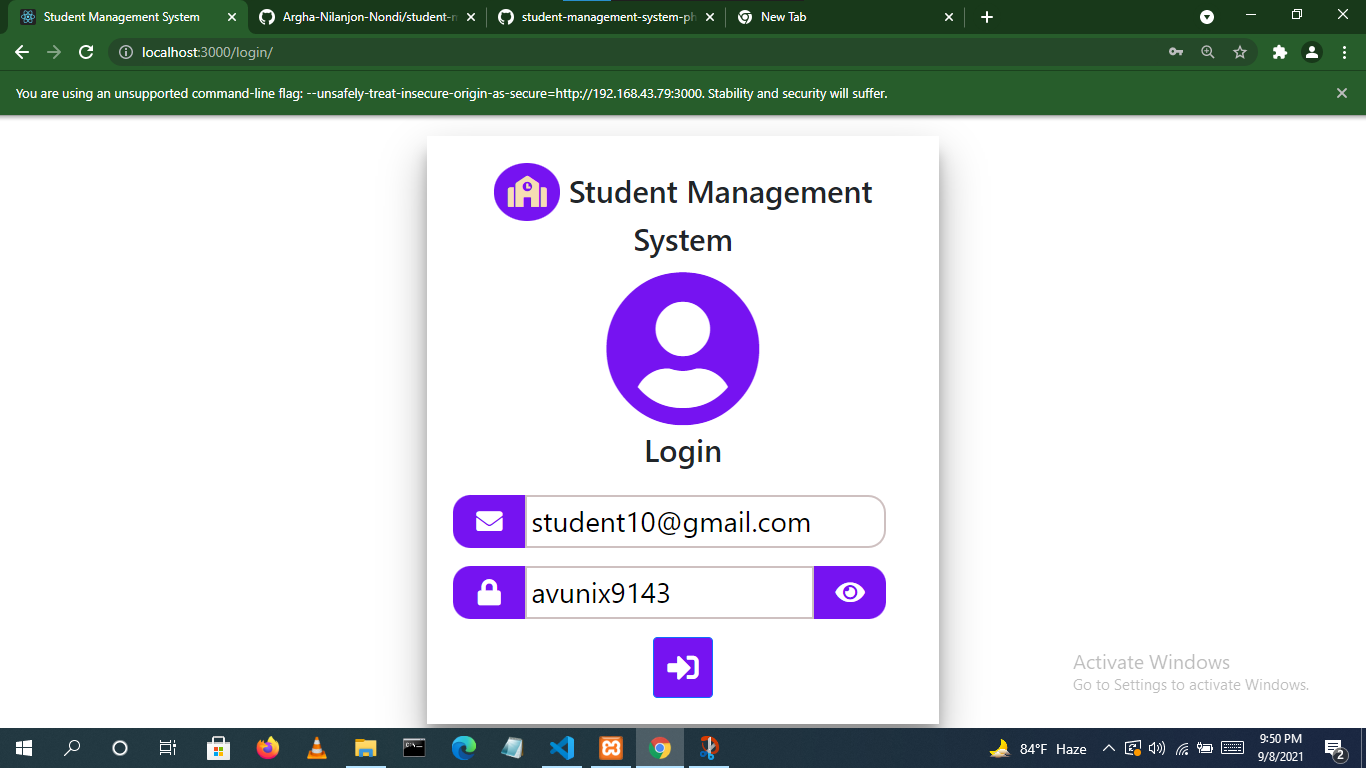 Student Management System
Argha-Nilanjon-Nondi/student-m
student-management-system-ph
New Tab
localhost:3000/login/
You are using an unsupported command-line flag: --unsafely-treat-insecure-origin-as-secure=http://192.168.43.79:3000. Stability and security will suffer.
Student Management
System
Login
student10@gmail.com
avunix9143
Activate Windows
Go to Settings to activate Windows.
84°F Haze
9:50 PM
9/8/2021
2